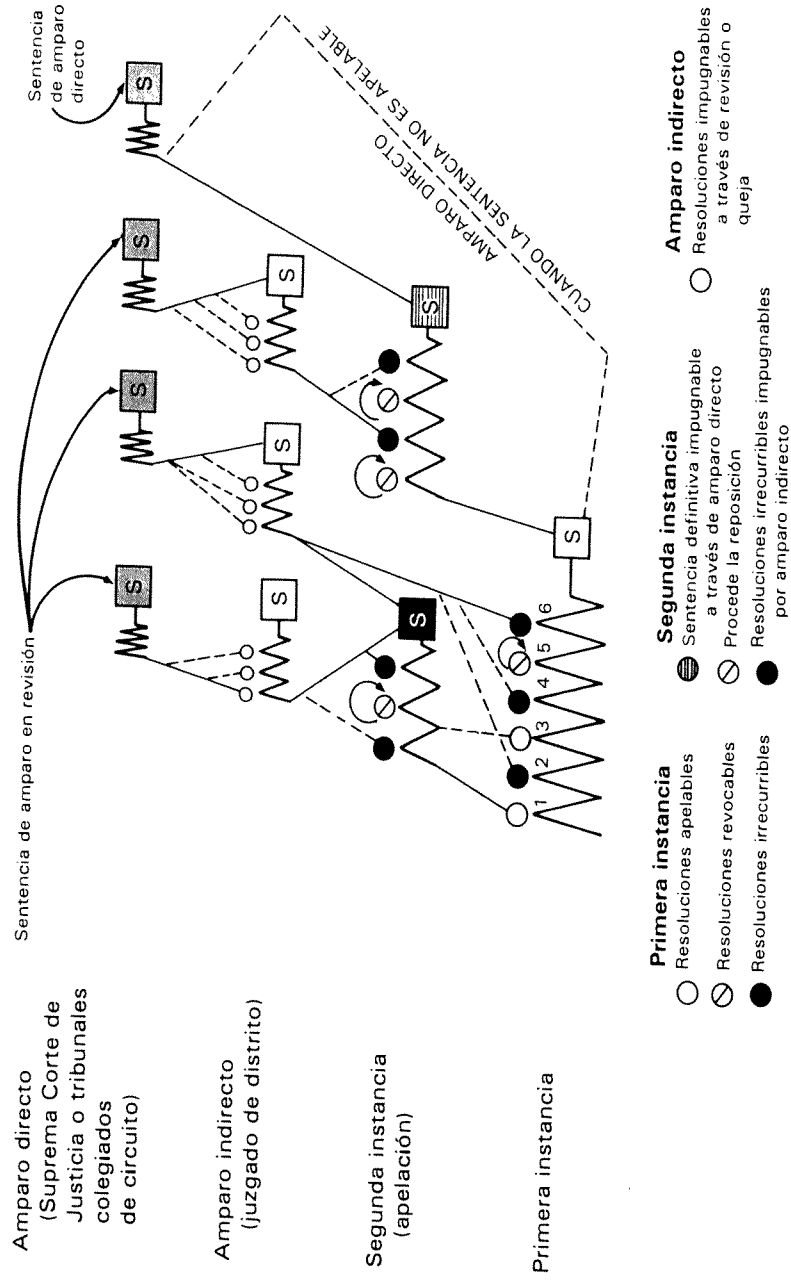 Sentencia de amparo en revisión
Sentencia
de amparo
directo
Amparo directo
(Suprema Corte de
Justicia o tribunales
colegiados
de circuito)
S
S
S
S
Amparo indirecto
(juzgado de distrito)
S
S
S
Segunda instancia
(apelación)
S
S
AMPARO DIRECTO
CUANDO LA SENTENCIA NO ES APELABLE
Primera instancia
1
2
3
4
5
6
S
Primera instancia
Resoluciones apelables
Resoluciones revocables
Resoluciones irrecurribles
Segunda instancia
Sentencia definitiva impugnable
a través de amparo directo
Procede la reposición
Resoluciones irrecurribles impugnables
por amparo indirecto
Amparo indirecto
Resoluciones impugnables
a través de revisión o
queja